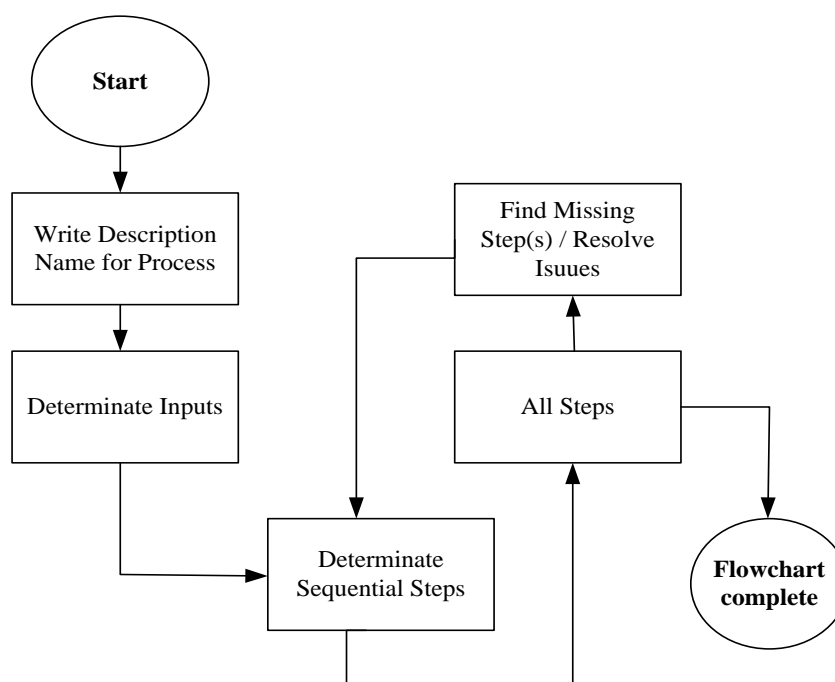 Start
Write Description
Name for Process
Determinate Inputs
Determinate
Sequential Steps
Find Missing
Step(s) / Resolve
Isuues
All Steps
Flowchart
complete